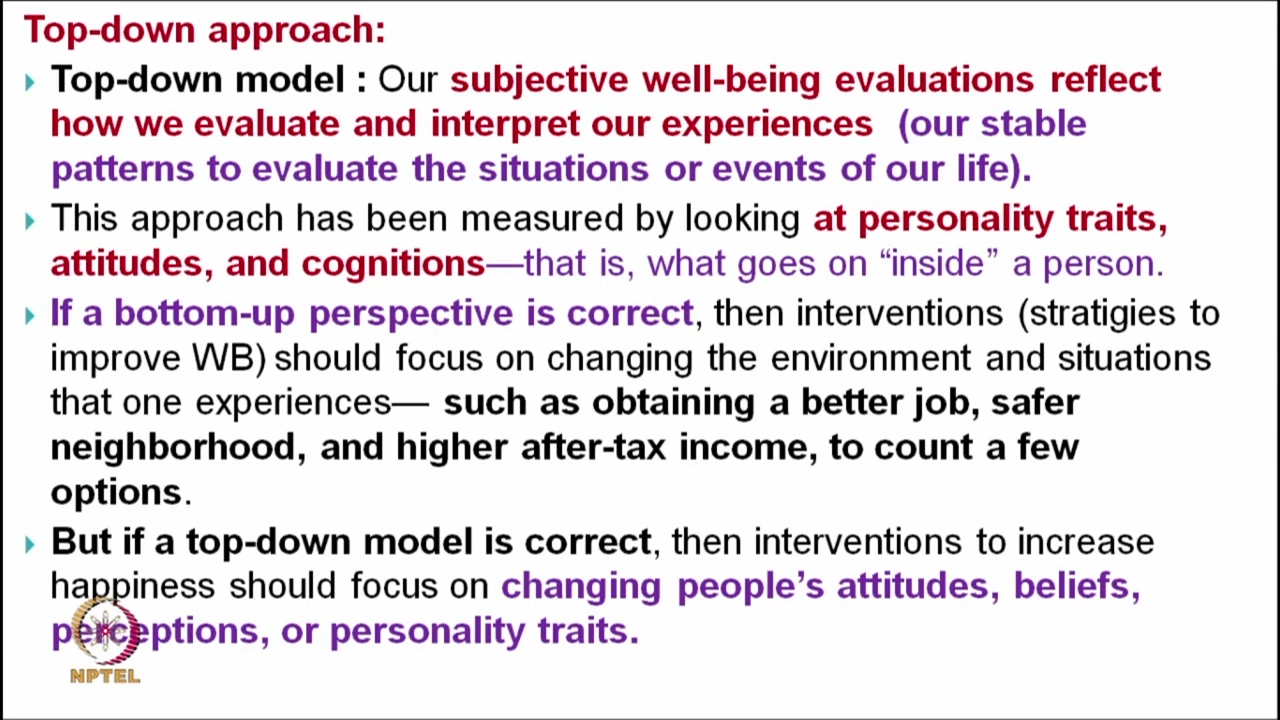 Top-down approach:
Top-down model : Our subjective well-being evaluations reflect
how we evaluate and interpret our experiences (our stable
patterns to evaluate the situations or events of our life).
This approach has been measured by looking at personality traits,
attitudes, and cognitions—that is, what goes on “inside” a person.
If a bottom-up perspective is correct, then interventions (stratigies to
improve WB) should focus on changing the environment and situations
that one experiences— such as obtaining a better job, safer
neighborhood, and higher after-tax income, to count a few
options.
But if a top-down model is correct, then interventions to increase
happiness should focus on changing people’s attitudes, beliefs,
perceptions, or personality traits.
NPTEL